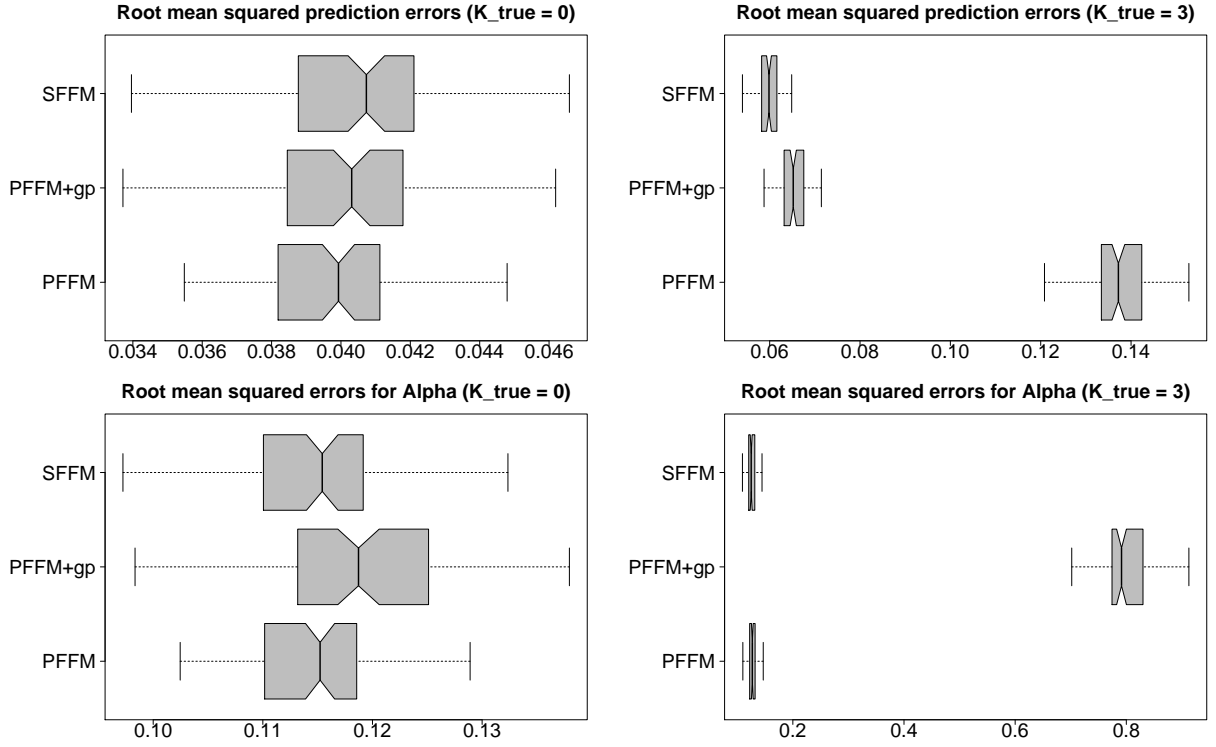 Root mean squared prediction errors (K_true = 0)
SFFM
PFFM+gp
PFFM
0.034 0.036 0.038 0.040 0.042 0.044 0.046
Root mean squared prediction errors (K_true = 3)
SFFM
PFFM+gp
PFFM
0.06 0.08 0.10 0.12 0.14
Root mean squared errors for Alpha (K_true = 0)
SFFM
PFFM+gp
PFFM
0.10 0.11 0.12 0.13
Root mean squared errors for Alpha (K_true = 3)
SFFM
PFFM+gp
PFFM
0.2 0.4 0.6 0.8